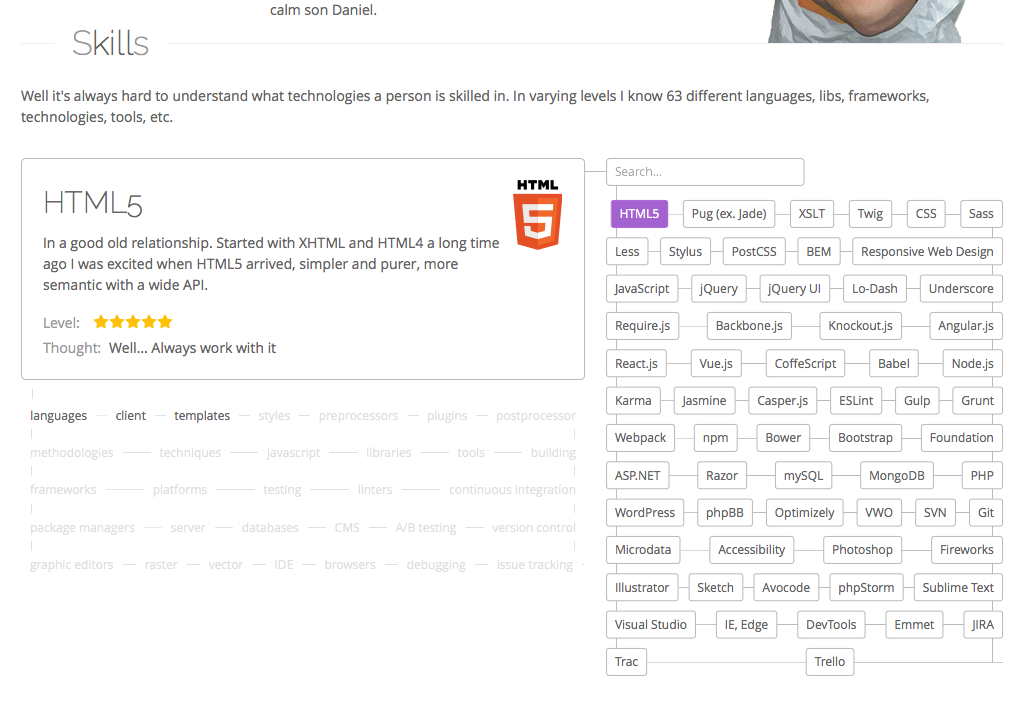 calm son Daniel.
Skills
Well it's always hard to understand what technologies a person is skilled in. In varying levels I know 63 different languages, libs, frameworks,
technologies, tools, etc.
HTML5
HTML
5
In a good old relationship. Started with XHTML and HTML4 a long time
ago I was excited when HTML5 arrived, simpler and purer, more
semantic with a wide API.
Level:
Thought: Well... Always work with it
languages client templates styles preprocessors plugins postprocessor
methodologies techniques javascript libraries tools building
frameworks platforms testing linters continuous integration
package managers server databases CMS A/B testing version control
graphic editors raster vector IDE browsers debugging issue tracking
Search...
HTML5 Pug (ex. Jade) XSLT Twig CSS Sass
Less Stylus PostCSS BEM Responsive Web Design
JavaScript jQuery jQuery UI Lo-Dash Underscore
Require.js Backbone.js Knockout.js Angular.js
React.js Vue.js CoffeScript Babel Node.js
Karma Jasmine Casper.js ESLint Gulp Grunt
Webpack npm Bower Bootstrap Foundation
ASP.NET Razor mySQL MongoDB PHP
WordPress phpBB Optimizely VWO SVN Git
Microdata Accessibility Photoshop Fireworks
Illustrator Sketch Avocode phpStorm Sublime Text
Visual Studio IE, Edge DevTools Emmet JIRA
Trac Trello